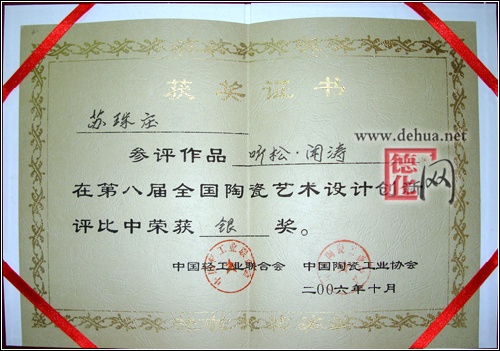 获奖证书
苏珠庄
参评作品 听松·闻涛
在第八届全国陶瓷艺术设计创新
评比中荣获 银 奖。
中国轻工业联合会 中国陶瓷工业协会
二00六年十月
www.dehua.net
德化网